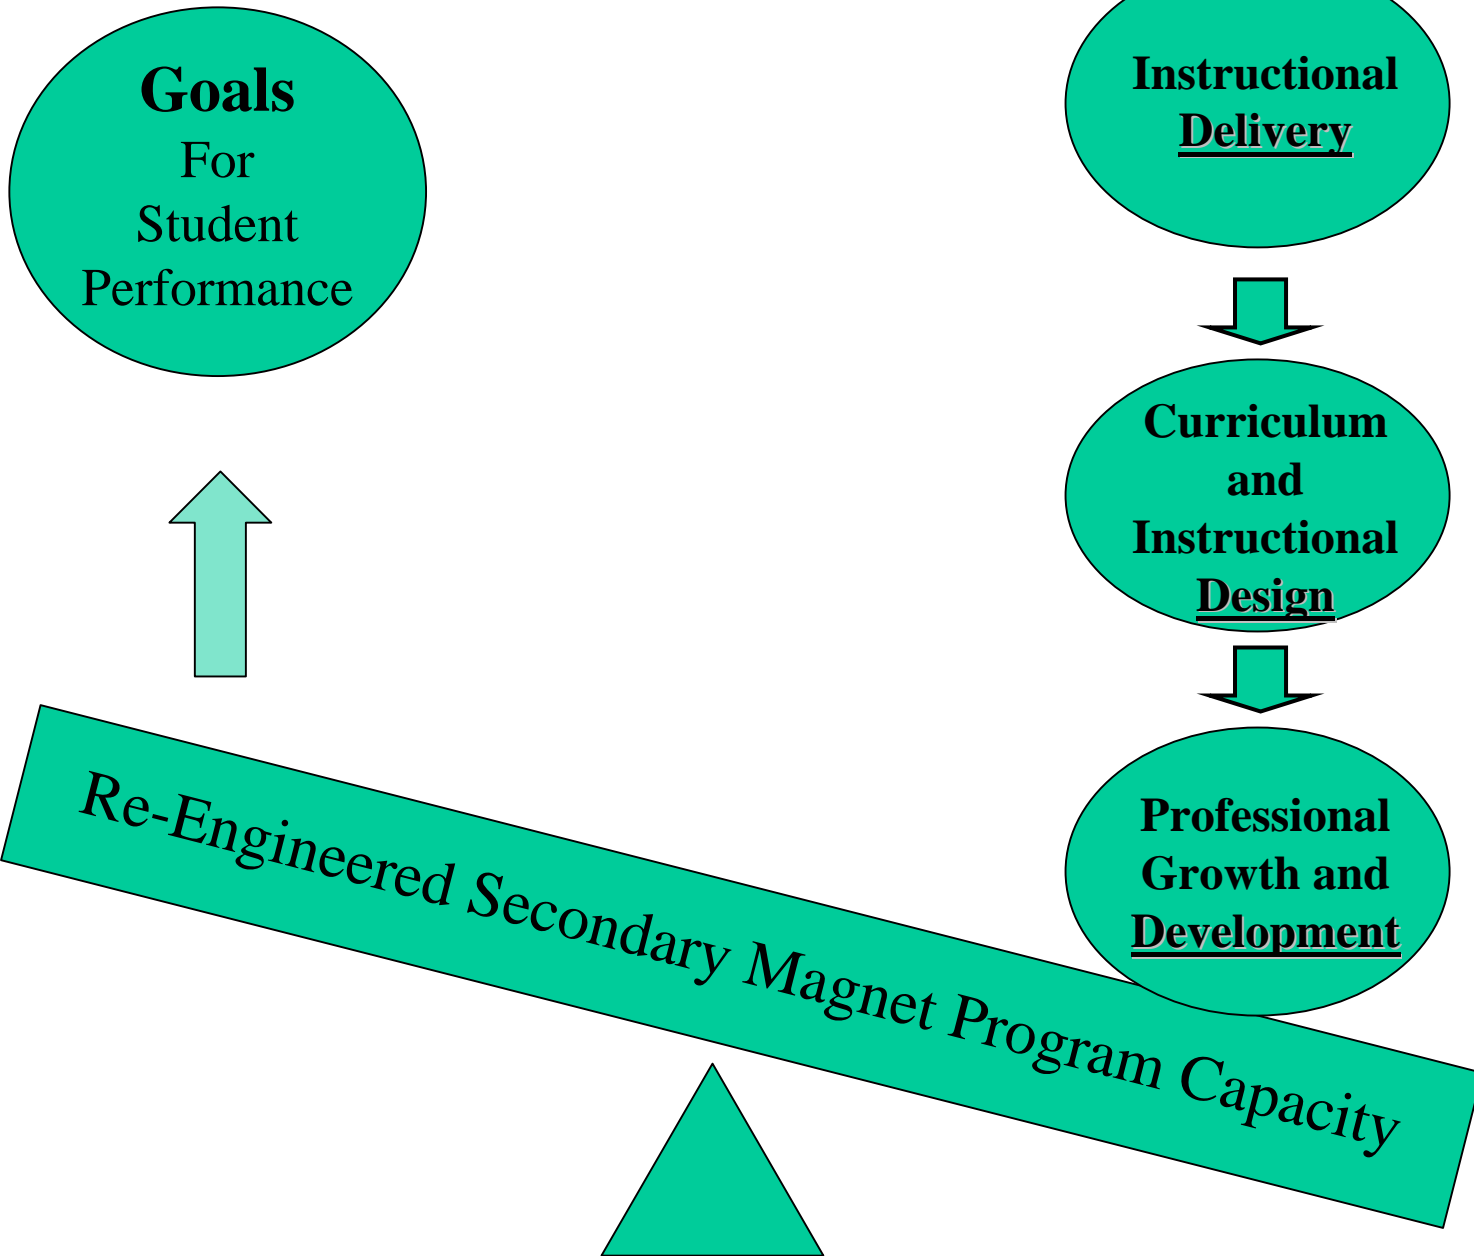 Goals
For
Student
Performance
Instructional
Delivery
Curriculum
and
Instructional
Design
Professional
Growth and
Development
Re-Engineered Secondary Magnet Program Capacity